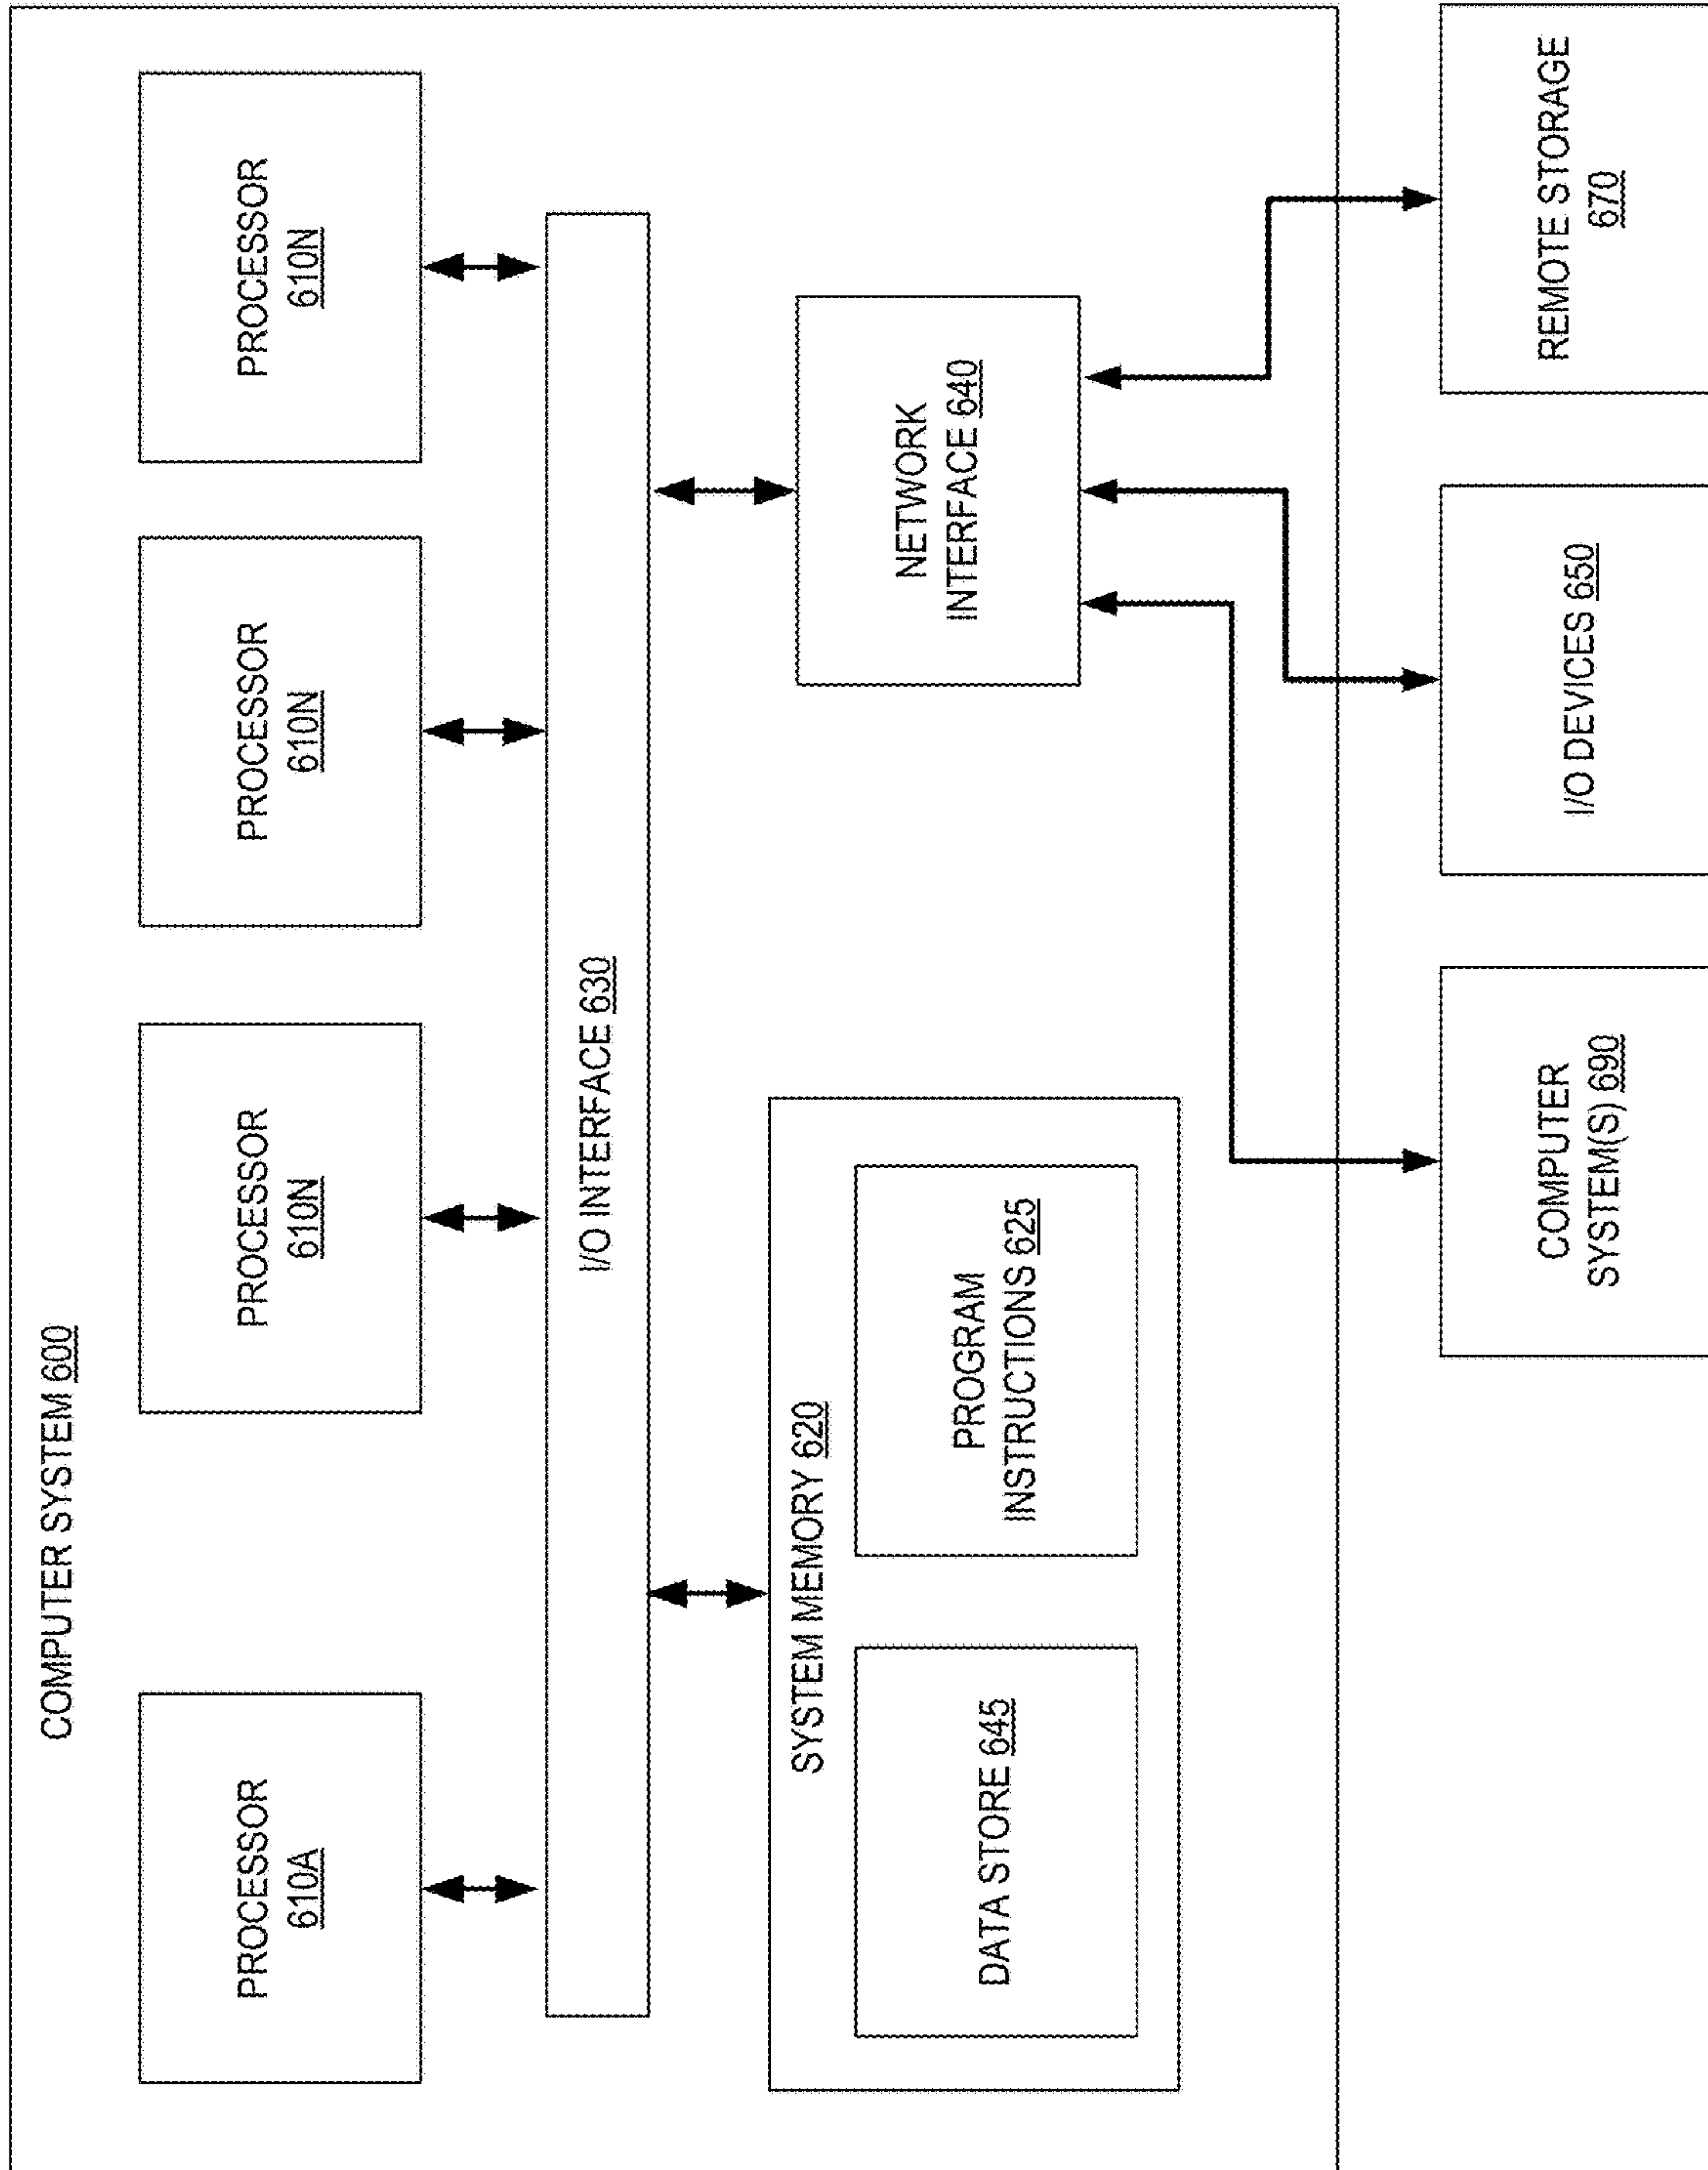 COMPUTER SYSTEM 600
PROCESSOR
610A
PROCESSOR
610N
PROCESSOR
610N
PROCESSOR
610N
I/O INTERFACE 630
SYSTEM MEMORY 620
DATA STORE 645
PROGRAM
INSTRUCTIONS 625
NETWORK
INTERFACE 640
COMPUTER
SYSTEM(S) 690
I/O DEVICES 650
REMOTE STORAGE
670